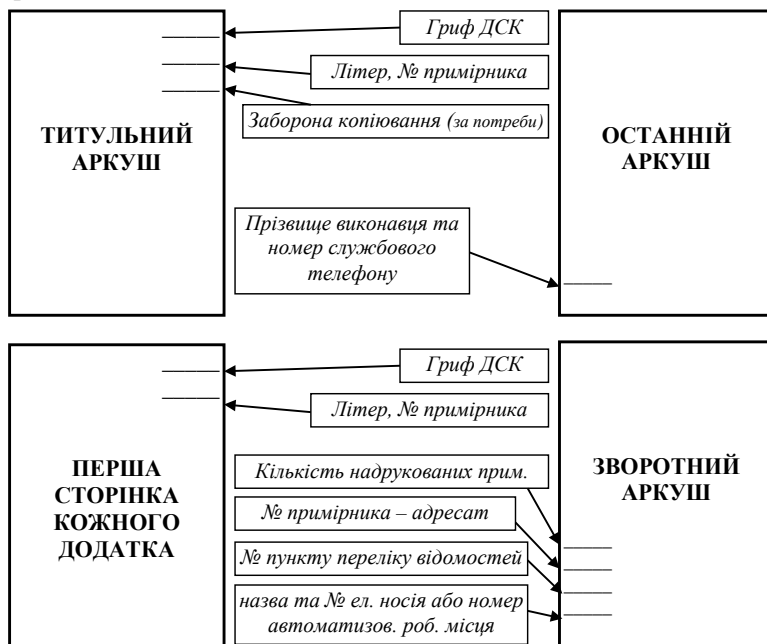 Гриф ДСК
Літер, № примірника
Заборона копіювання (за потреби)
ТИТУЛЬНИЙ
АРКУШ
ОСТАННІЙ
АРКУШ
Прізвище виконавця та
номер службового
телефону
Гриф ДСК
Літер, № примірника
ПЕРША
СТОРІНКА
КОЖНОГО
ДОДАТКА
Кількість надрукованих прим.
№ примірника – адресат
№ пункту переліку відомостей
назва та № ел. носія або номер
автоматизов. роб. місця
ЗВОРОТНИЙ
АРКУШ